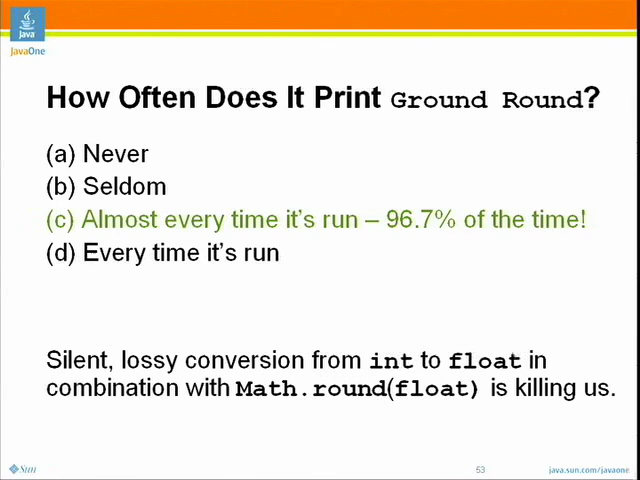 Java
JavaOne
How Often Does It Print Ground Round?
(a) Never
(b) Seldom
(c) Almost every time it's run – 96.7% of the time!
(d) Every time it's run
Silent, lossy conversion from int to float in
combination with Math.round(float) is killing us.
Sun
53
java.sun.com/javaone